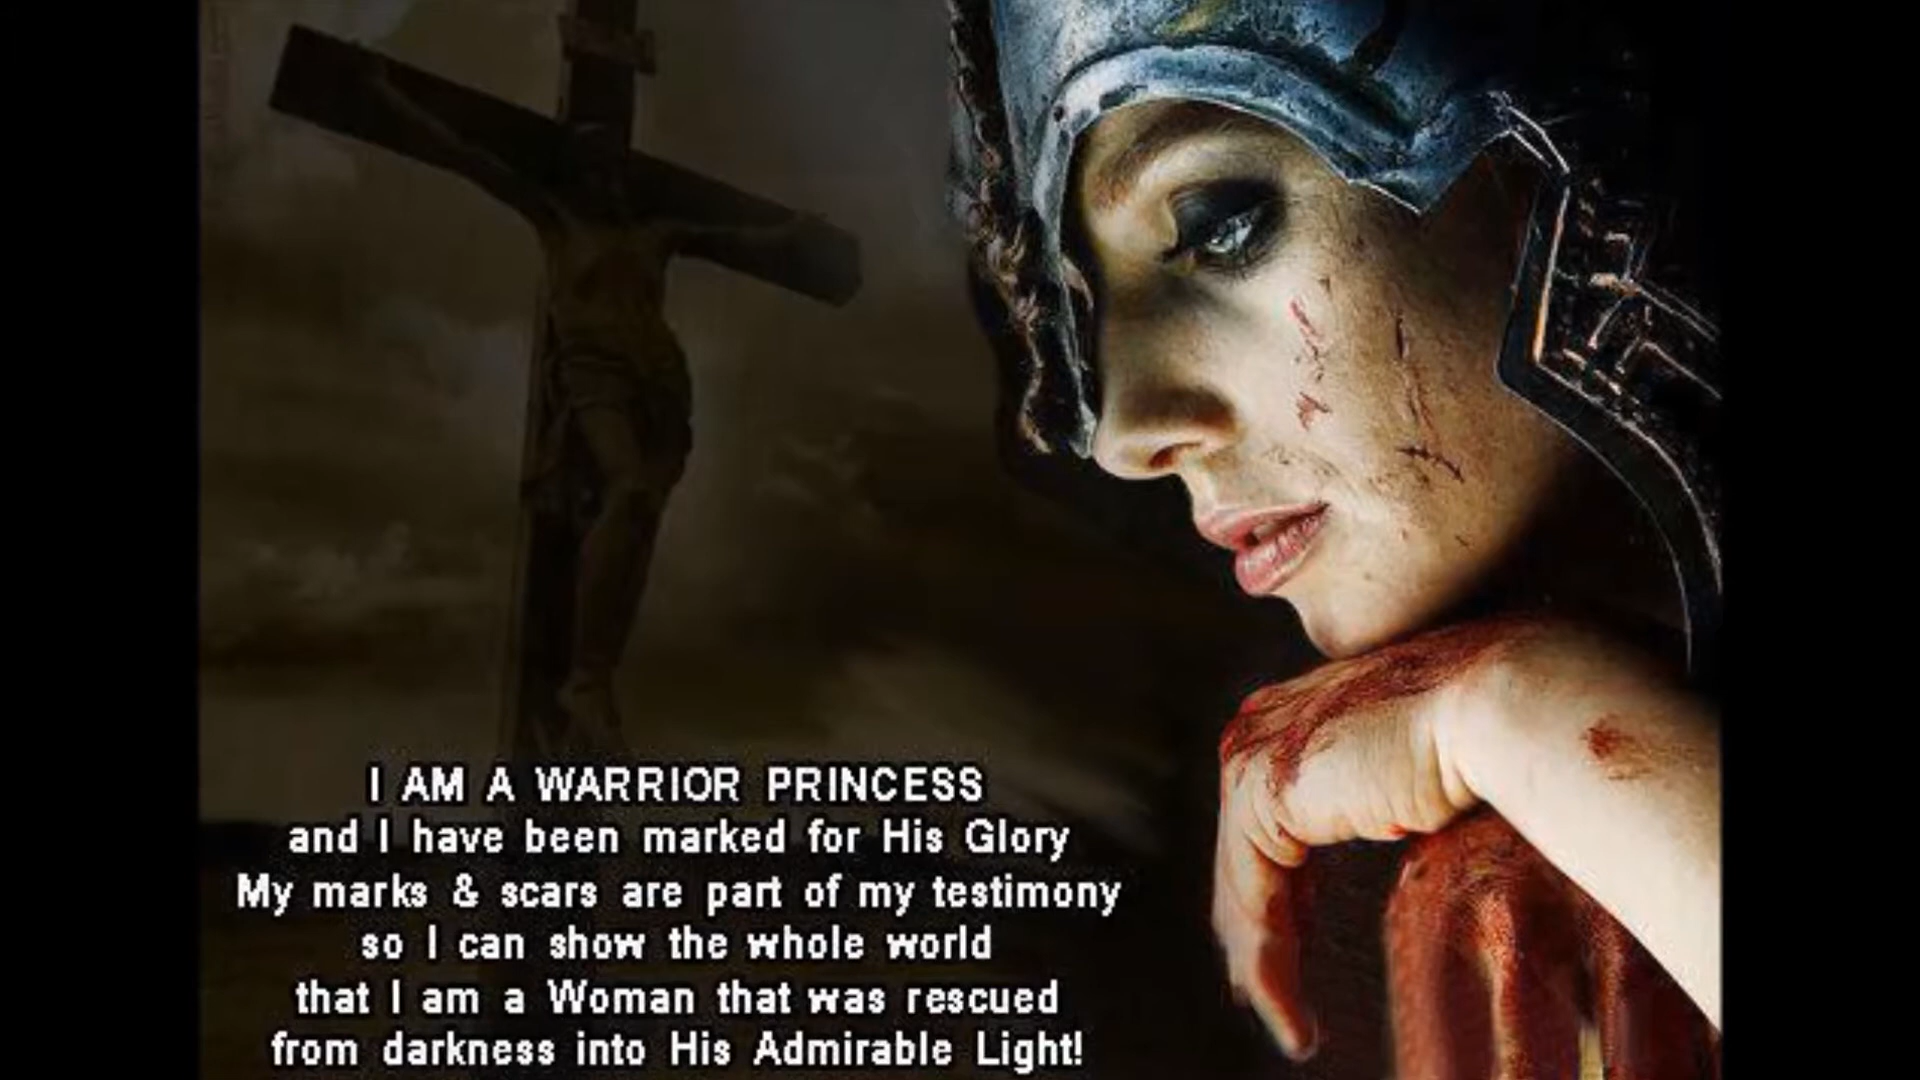 I AM A WARRIOR PRINCESS
and I have been marked for His Glory
My marks & scars are part of my testimony
so I can show the whole world
that I am a Woman that was rescued
from darkness into His Admirable Light!